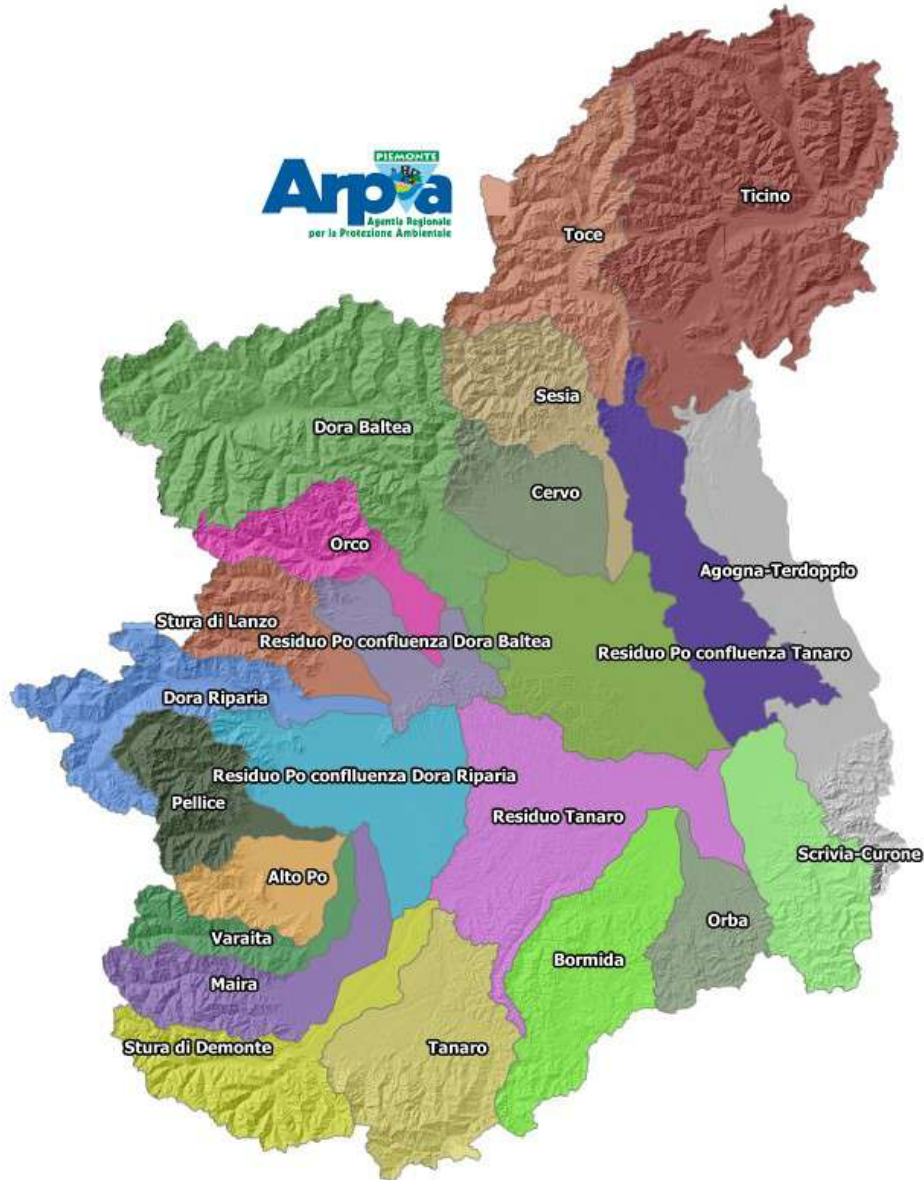 PIEMONTE
Arpa
Agenzia Regionale
per la Protezione Ambientale
Ticino
Toce
Sesia
Dora Baltea
Cervo
Orco
Agogna-Terdoppio
Stura di Lanzo
Residuo Po confluenza Dora Baltea
Residuo Po confluenza Tanaro
Dora Riparia
Residuo Po conflluenza Dora Riparia
Pellice
Residuo Tanaro
Scrivia-Curone
Alto Po
Orba
Varaita
Bormida
Maira
Stura di Demonte
Tanaro